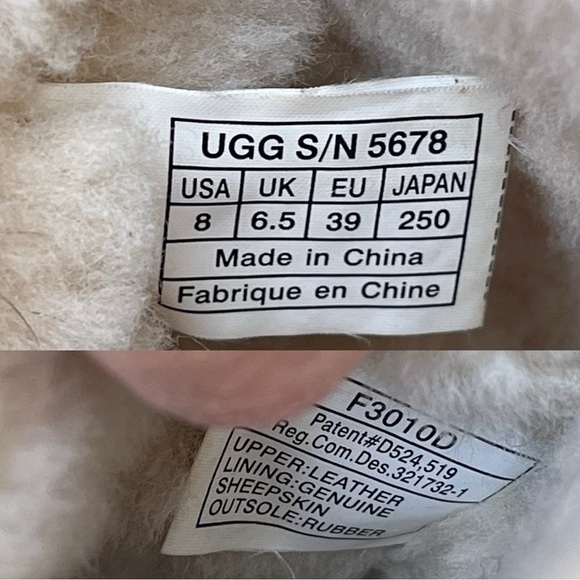 UGG S/N 5678
USA UK EU JAPAN
8 6.5 39 250
Made in China
Fabrique en Chine
F3010D
Patent#D524,519
Reg.Com.Des.321732-1
UPPER:LEATHER
LINING:GENUINE
SHEEPSKIN
OUTSOLE:RUBBER